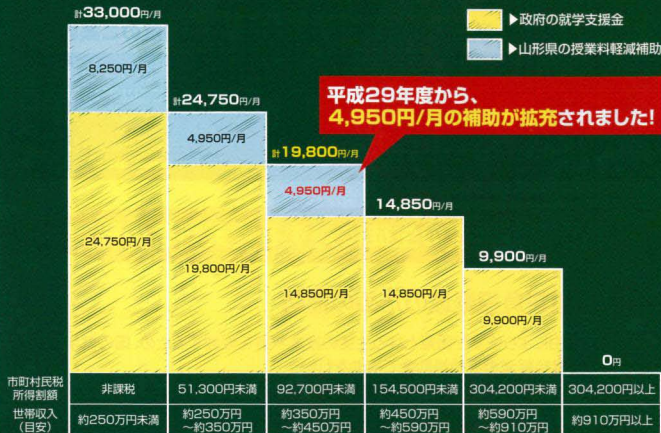 計33,000円/月
▶政府の就学支援金
▶山形県の授業料軽減補助
8,250円/月
計24,750円/月
平成29年度から、
4,950円/月の補助が拡充されました!
4,950円/月
計19,800円/月
4,950円/月
14,850円/月
24,750円/月
19,800円/月
9,900円/月
14,850円/月
14,850円/月
9,900円/月
0円
市町村民税
所得割額
非課税
51,300円未満
92,700円未満
154,500円未満
304,200円未満
304,200円以上
世帯収入
(目安)
約250万円未満
約250万円
~約350万円
約350万円
~約450万円
約450万円
~約590万円
約590万円
~約910万円
約910万円以上